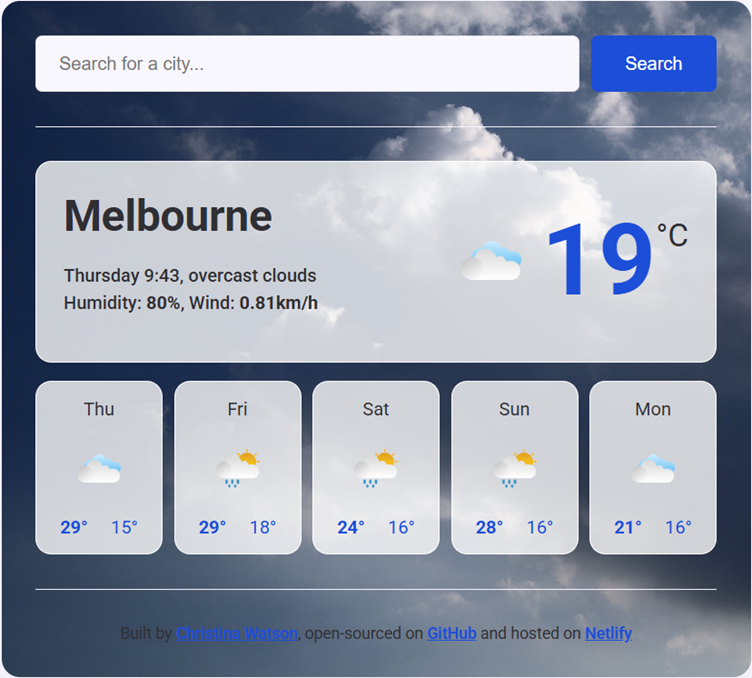 Search for a city...
Search
Melbourne
Thursday 9:43, overcast clouds
Humidity: 80%, Wind: 0.81km/h
19 °C
Thu Fri Sat Sun Mon
29° 15° 29° 18° 24° 16° 28° 16° 21° 16°
Built by Christina Watson, open-sourced on GitHub and hosted on Netlify